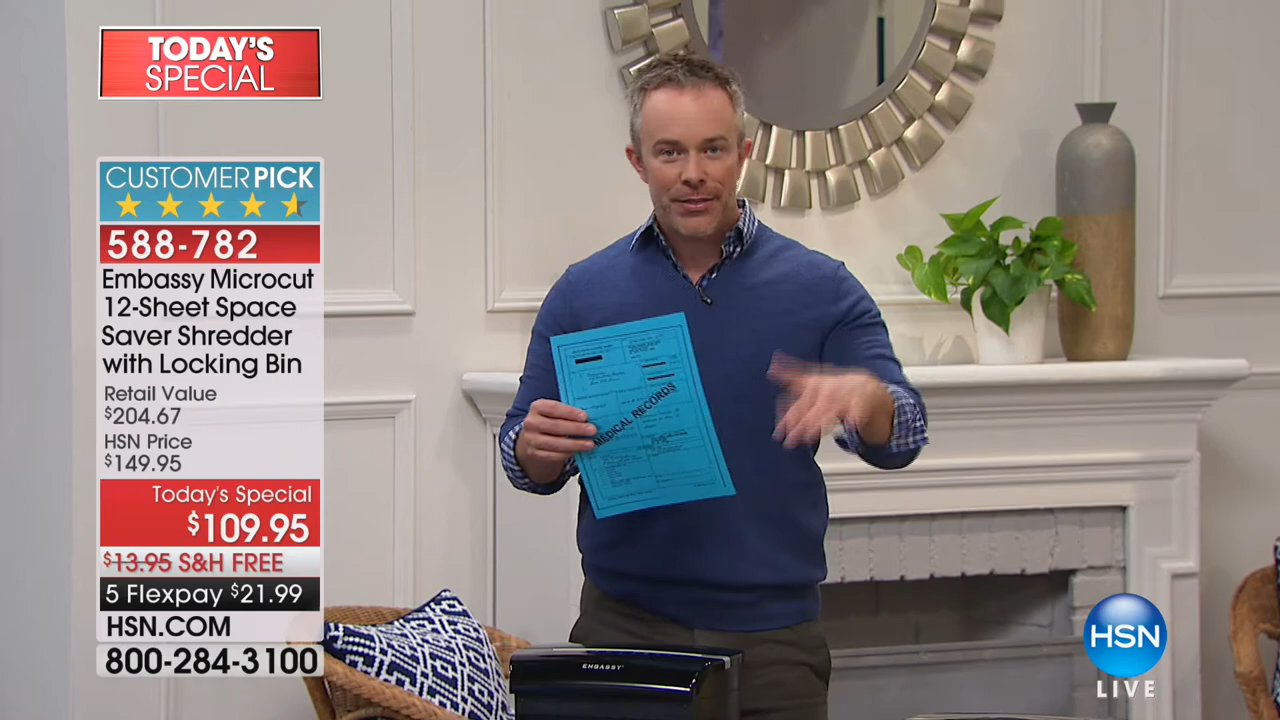 TODAY'S
SPECIAL
CUSTOMER PICK
588-782
Embassy Microcut
12-Sheet Space
Saver Shredder
with Locking Bin
Retail Value
$204.67
HSN Price
$149.95
Today's Special
$109.95
$13.95 S&H FREE
5 Flexpay $21.99
HSN.COM
800-284-3100
MEDICAL RECORDS
EMBASSY
HSN
LIVE